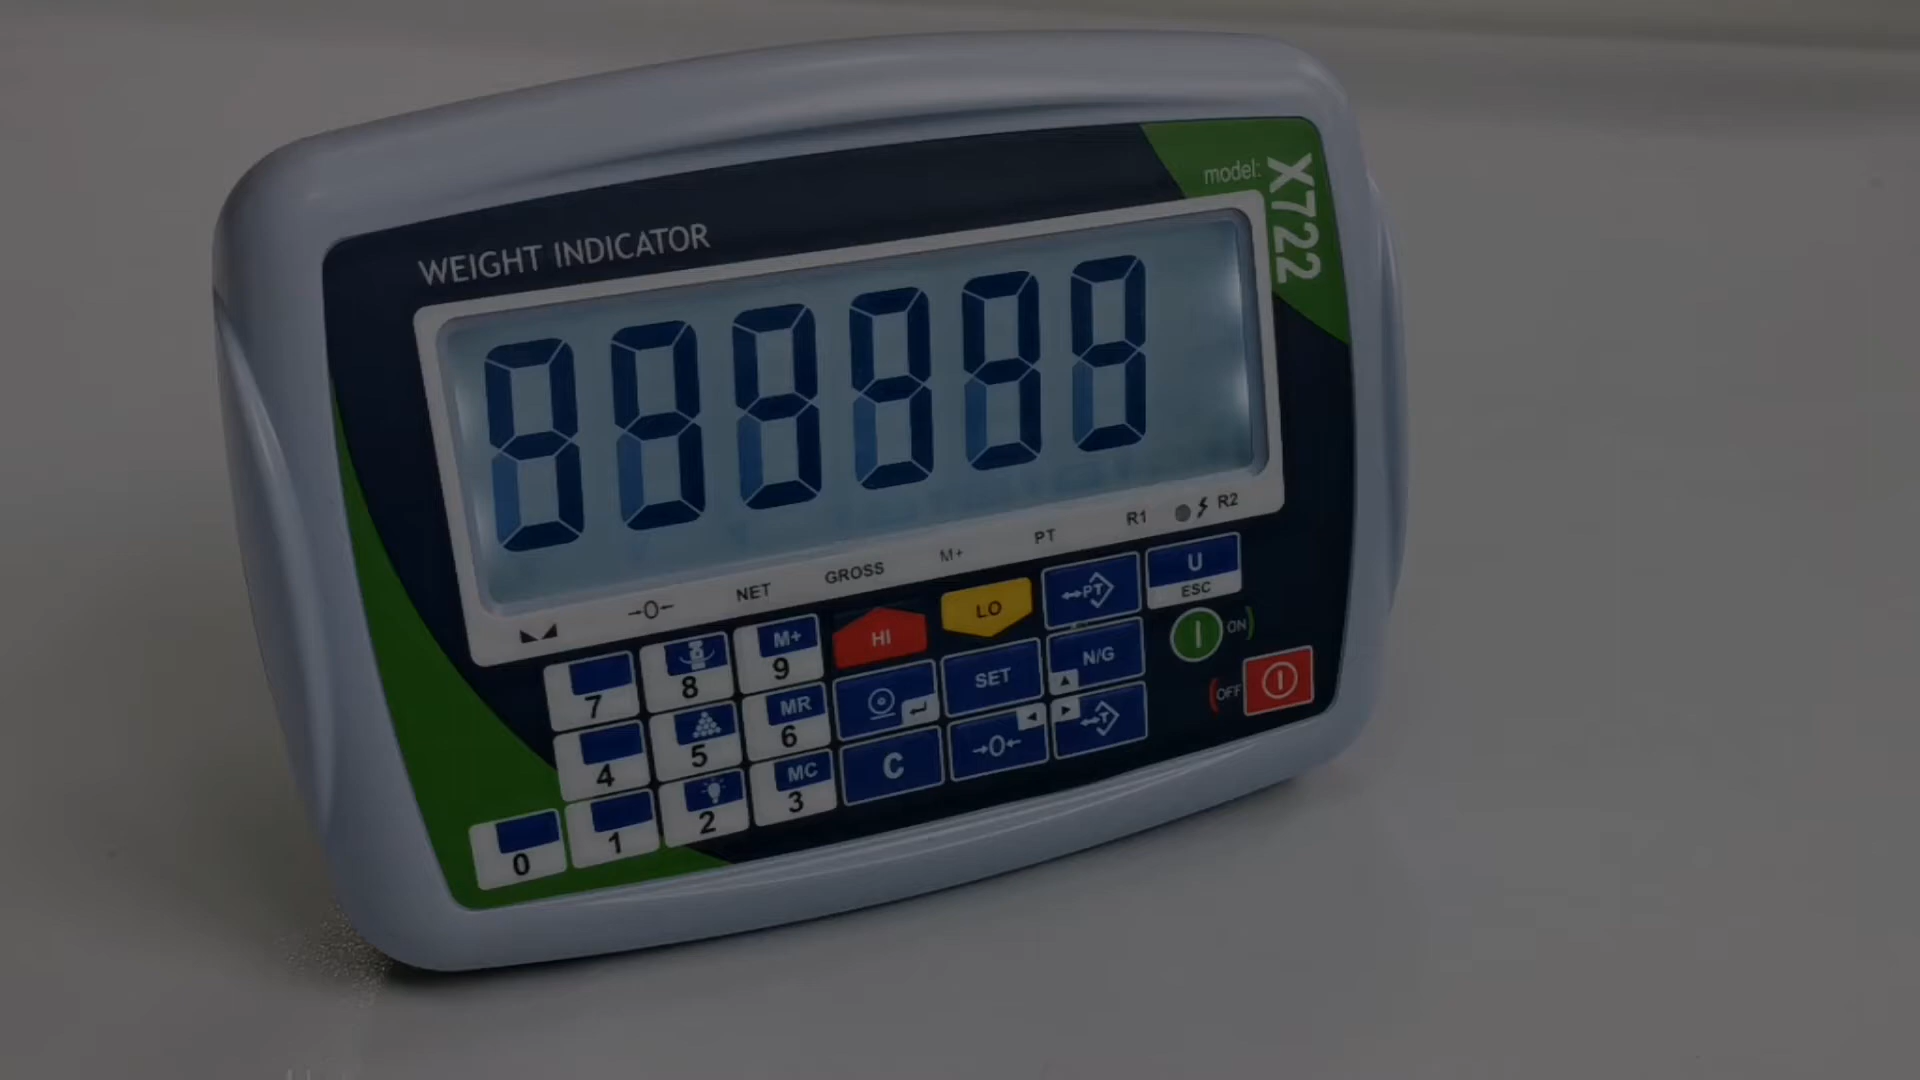 model:
X722
WEIGHT INDICATOR
999999
→0← NET GROSS M+ PT R1 R2
HI LO PT U
ESC
7 8 M+
9
SET N/G ON
4 5 MR
6
C →0← T OFF
0 1 2 MC
3